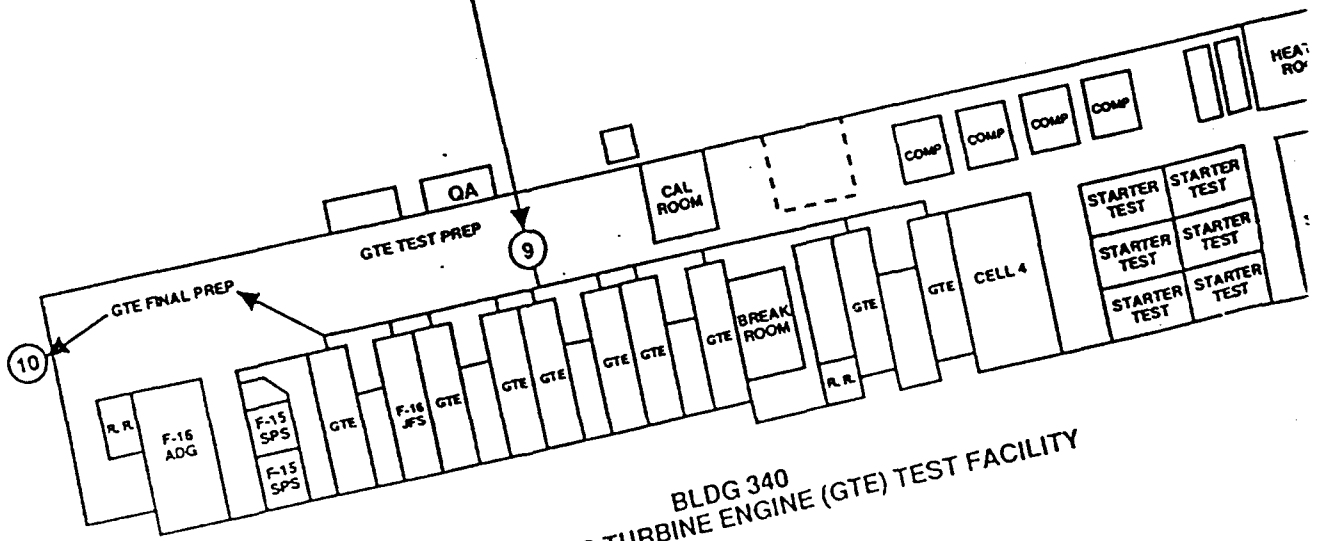 HEAT
COMP
COMP
COMP
COMP
QA
CAL
ROOM
GTE TEST PREP
9
STARTER
TEST
STARTER
TEST
STARTER
TEST
STARTER
TEST
STARTER
TEST
STARTER
TEST
GTE FINAL PREP
10
R. R.
F-16
ADG
F-15
SPS
F-15
SPS
GTE
F-16
JFS
GTE
GTE
GTE
GTE
GTE
GTE
BREAK
ROOM
R. R.
GTE
GTE
CELL 4
BLDG 340
TURBINE ENGINE (GTE) TEST FACILITY